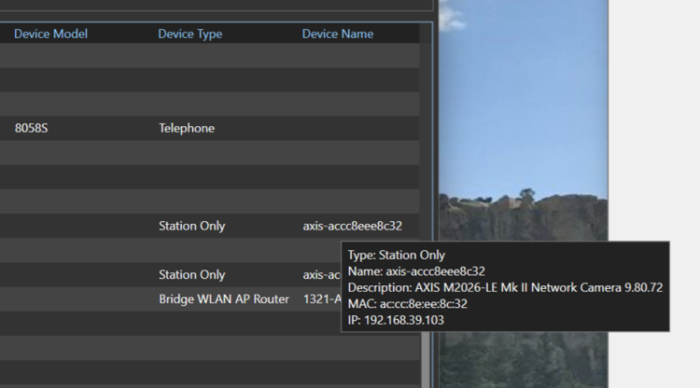 Device Model Device Type Device Name
8058S Telephone
Station Only axis-accc8eee8c32
Type: Station Only
Name: axis-accc8eee8c32
Description: AXIS M2026-LE Mk II Network Camera 9.80.72
MAC: ac:cc:8e:ee:8c:32
IP: 192.168.39.103
Station Only axis-ac
Bridge WLAN AP Router 1321-A